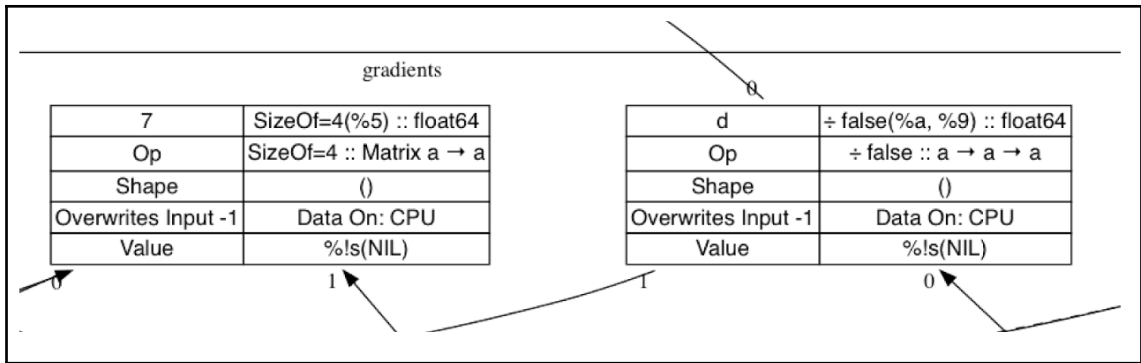 gradients
0
7 SizeOf=4(%5) :: float64
Op SizeOf=4 :: Matrix a → a
Shape ()
Overwrites Input -1 Data On: CPU
Value %!s(NIL)
0 1
d ÷ false(%a, %9) :: float64
Op ÷ false :: a → a → a
Shape ()
Overwrites Input -1 Data On: CPU
Value %!s(NIL)
1 0